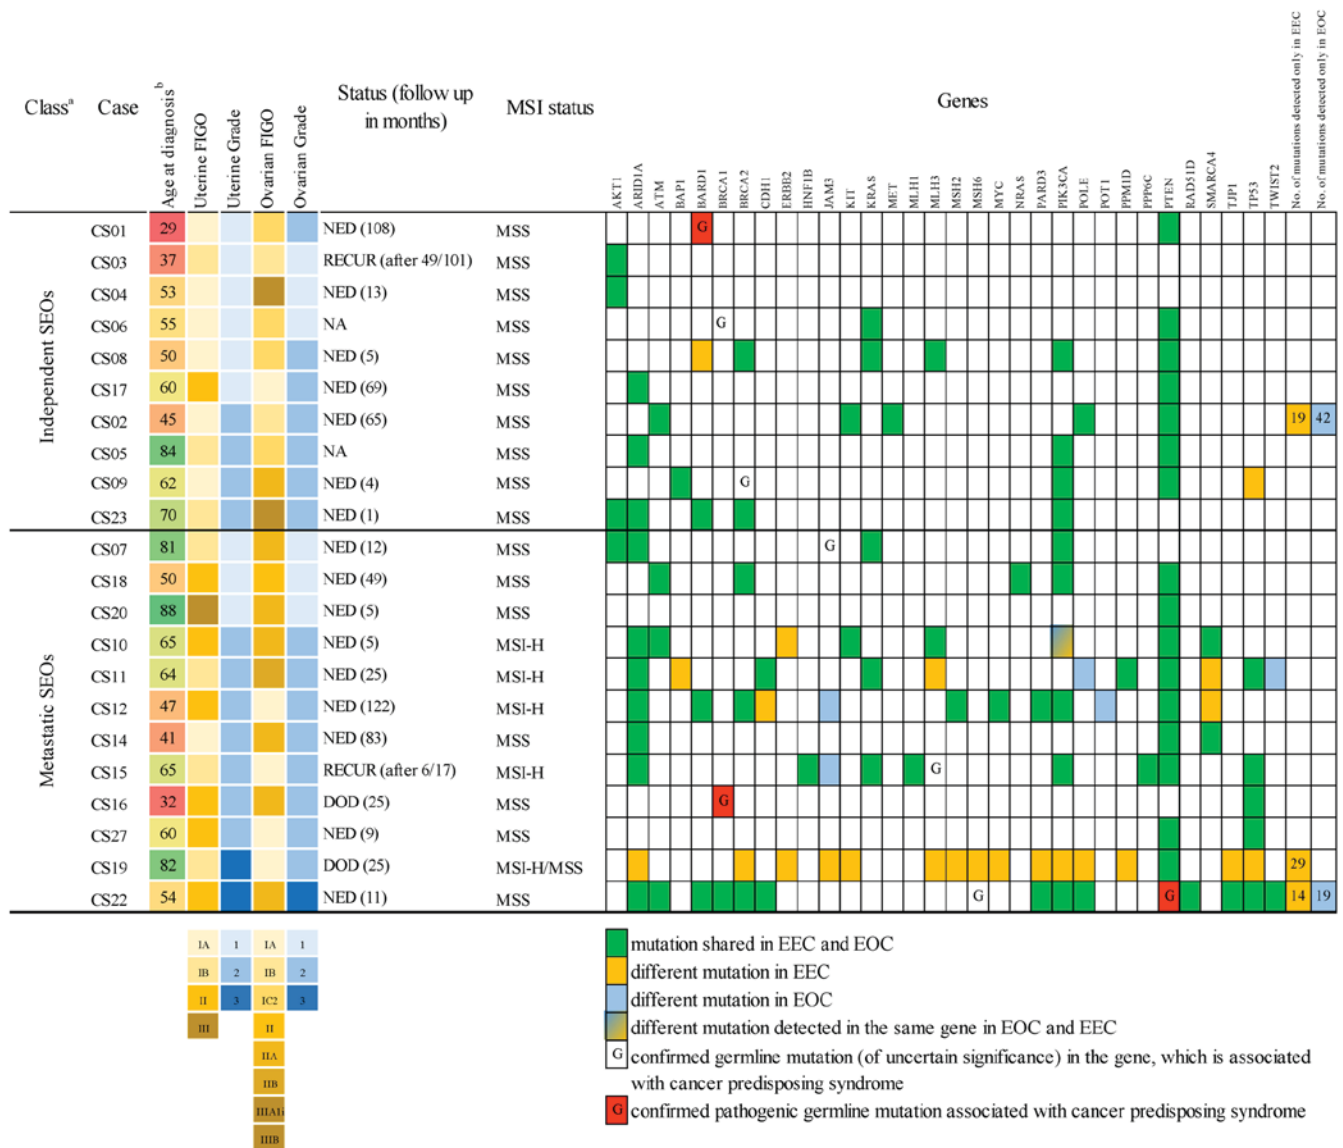 Class^a
Case
Age at diagnosis^b
Uterine FIGO
Uterine Grade
Ovarian FIGO
Ovarian Grade
Status (follow up
in months)
MSI status
Genes
AKT1
ARID1A
ATM
BAP1
BARD1
BRCA1
BRCA2
CDH1
ERBB2
HNF1B
JAM3
KIT
KRAS
MET
MLH1
MLH3
MSH2
MSH6
MYC
NRAS
PARD3
PIK3CA
POLE
POT1
PPM1D
PPP6C
PTEN
RAD51D
SMARCA4
TJP1
TP53
TWIST2
No. of mutations detected only in EEC
No. of mutations detected only in EOC
Independent SEOs
CS01 29 NED (108) MSS G
CS03 37 RECUR (after 49/101) MSS
CS04 53 NED (13) MSS
CS06 55 NA MSS G
CS08 50 NED (5) MSS
CS17 60 NED (69) MSS
CS02 45 NED (65) MSS 19 42
CS05 84 NA MSS
CS09 62 NED (4) MSS G
CS23 70 NED (1) MSS
Metastatic SEOs
CS07 81 NED (12) MSS G
CS18 50 NED (49) MSS
CS20 88 NED (5) MSS
CS10 65 NED (5) MSI-H
CS11 64 NED (25) MSI-H
CS12 47 NED (122) MSI-H
CS14 41 NED (83) MSS
CS15 65 RECUR (after 6/17) MSI-H G
CS16 32 DOD (25) MSS G
CS27 60 NED (9) MSS
CS19 82 DOD (25) MSI-H/MSS 29
CS22 54 NED (11) MSS G G 14 19
IA 1 IA 1
IB 2 IB 2
II 3 IC2 3
III II
IIA
IIB
IIIA1i
IIIB
mutation shared in EEC and EOC
different mutation in EEC
different mutation in EOC
different mutation detected in the same gene in EOC and EEC
G confirmed germline mutation (of uncertain significance) in the gene, which is associated
with cancer predisposing syndrome
G confirmed pathogenic germline mutation associated with cancer predisposing syndrome